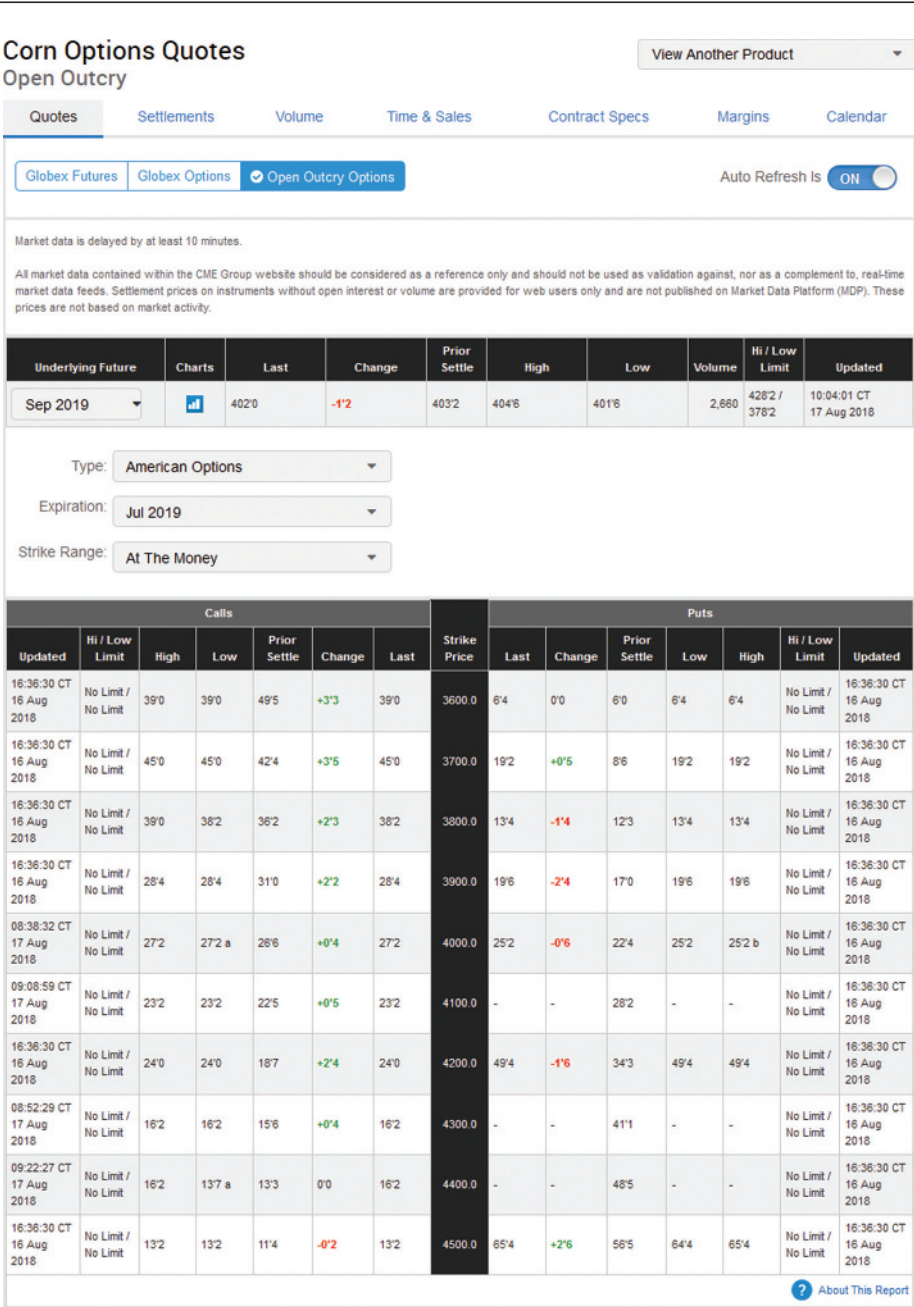 Corn Options Quotes
View Another Product
Open Outcry
Quotes Settlements Volume Time & Sales Contract Specs Margins Calendar
Globex Futures Globex Options Open Outcry Options Auto Refresh Is ON
Market data is delayed by at least 10 minutes.
All market data contained within the CME Group website should be considered as a reference only and should not be used as validation against, nor as a complement to, real-time
market data feeds. Settlement prices on instruments without open interest or volume are provided for web users only and are not published on Market Data Platform (MDP). These
prices are not based on market activity.
Underlying Future Charts Last Change Prior Settle High Low Volume Hi / Low Limit Updated
Sep 2019 402'0 -1'2 403'2 404'6 401'6 2,660 428'2 / 378'2 10:04:01 CT 17 Aug 2018
Type: American Options
Expiration: Jul 2019
Strike Range: At The Money
Calls Puts
Updated Hi / Low Limit High Low Prior Settle Change Last Strike Price Last Change Prior Settle Low High Hi / Low Limit Updated
16:36:30 CT 16 Aug 2018 No Limit / No Limit 39'0 39'0 49'5 +3'3 39'0 3600.0 6'4 0'0 6'0 6'4 6'4 No Limit / No Limit 16:36:30 CT 16 Aug 2018
16:36:30 CT 16 Aug 2018 No Limit / No Limit 45'0 45'0 42'4 +3'5 45'0 3700.0 19'2 +0'5 8'6 19'2 19'2 No Limit / No Limit 16:36:30 CT 16 Aug 2018
16:36:30 CT 16 Aug 2018 No Limit / No Limit 39'0 38'2 36'2 +2'3 38'2 3800.0 13'4 -1'4 12'3 13'4 13'4 No Limit / No Limit 16:36:30 CT 16 Aug 2018
16:36:30 CT 16 Aug 2018 No Limit / No Limit 28'4 28'4 31'0 +2'2 28'4 3900.0 19'6 -2'4 17'0 19'6 19'6 No Limit / No Limit 16:36:30 CT 16 Aug 2018
08:38:32 CT 17 Aug 2018 No Limit / No Limit 27'2 27'2 a 26'6 +0'4 27'2 4000.0 25'2 -0'6 22'4 25'2 25'2 b No Limit / No Limit 16:36:30 CT 16 Aug 2018
09:08:59 CT 17 Aug 2018 No Limit / No Limit 23'2 23'2 22'5 +0'5 23'2 4100.0 - - 28'2 - - No Limit / No Limit 16:36:30 CT 16 Aug 2018
16:36:30 CT 16 Aug 2018 No Limit / No Limit 24'0 24'0 18'7 +2'4 24'0 4200.0 49'4 -1'6 34'3 49'4 49'4 No Limit / No Limit 16:36:30 CT 16 Aug 2018
08:52:29 CT 17 Aug 2018 No Limit / No Limit 16'2 16'2 15'6 +0'4 16'2 4300.0 - - 41'1 - - No Limit / No Limit 16:36:30 CT 16 Aug 2018
09:22:27 CT 17 Aug 2018 No Limit / No Limit 16'2 13'7 a 13'3 0'0 16'2 4400.0 - - 48'5 - - No Limit / No Limit 16:36:30 CT 16 Aug 2018
16:36:30 CT 16 Aug 2018 No Limit / No Limit 13'2 13'2 11'4 -0'2 13'2 4500.0 65'4 +2'6 56'5 64'4 65'4 No Limit / No Limit 16:36:30 CT 16 Aug 2018
? About This Report